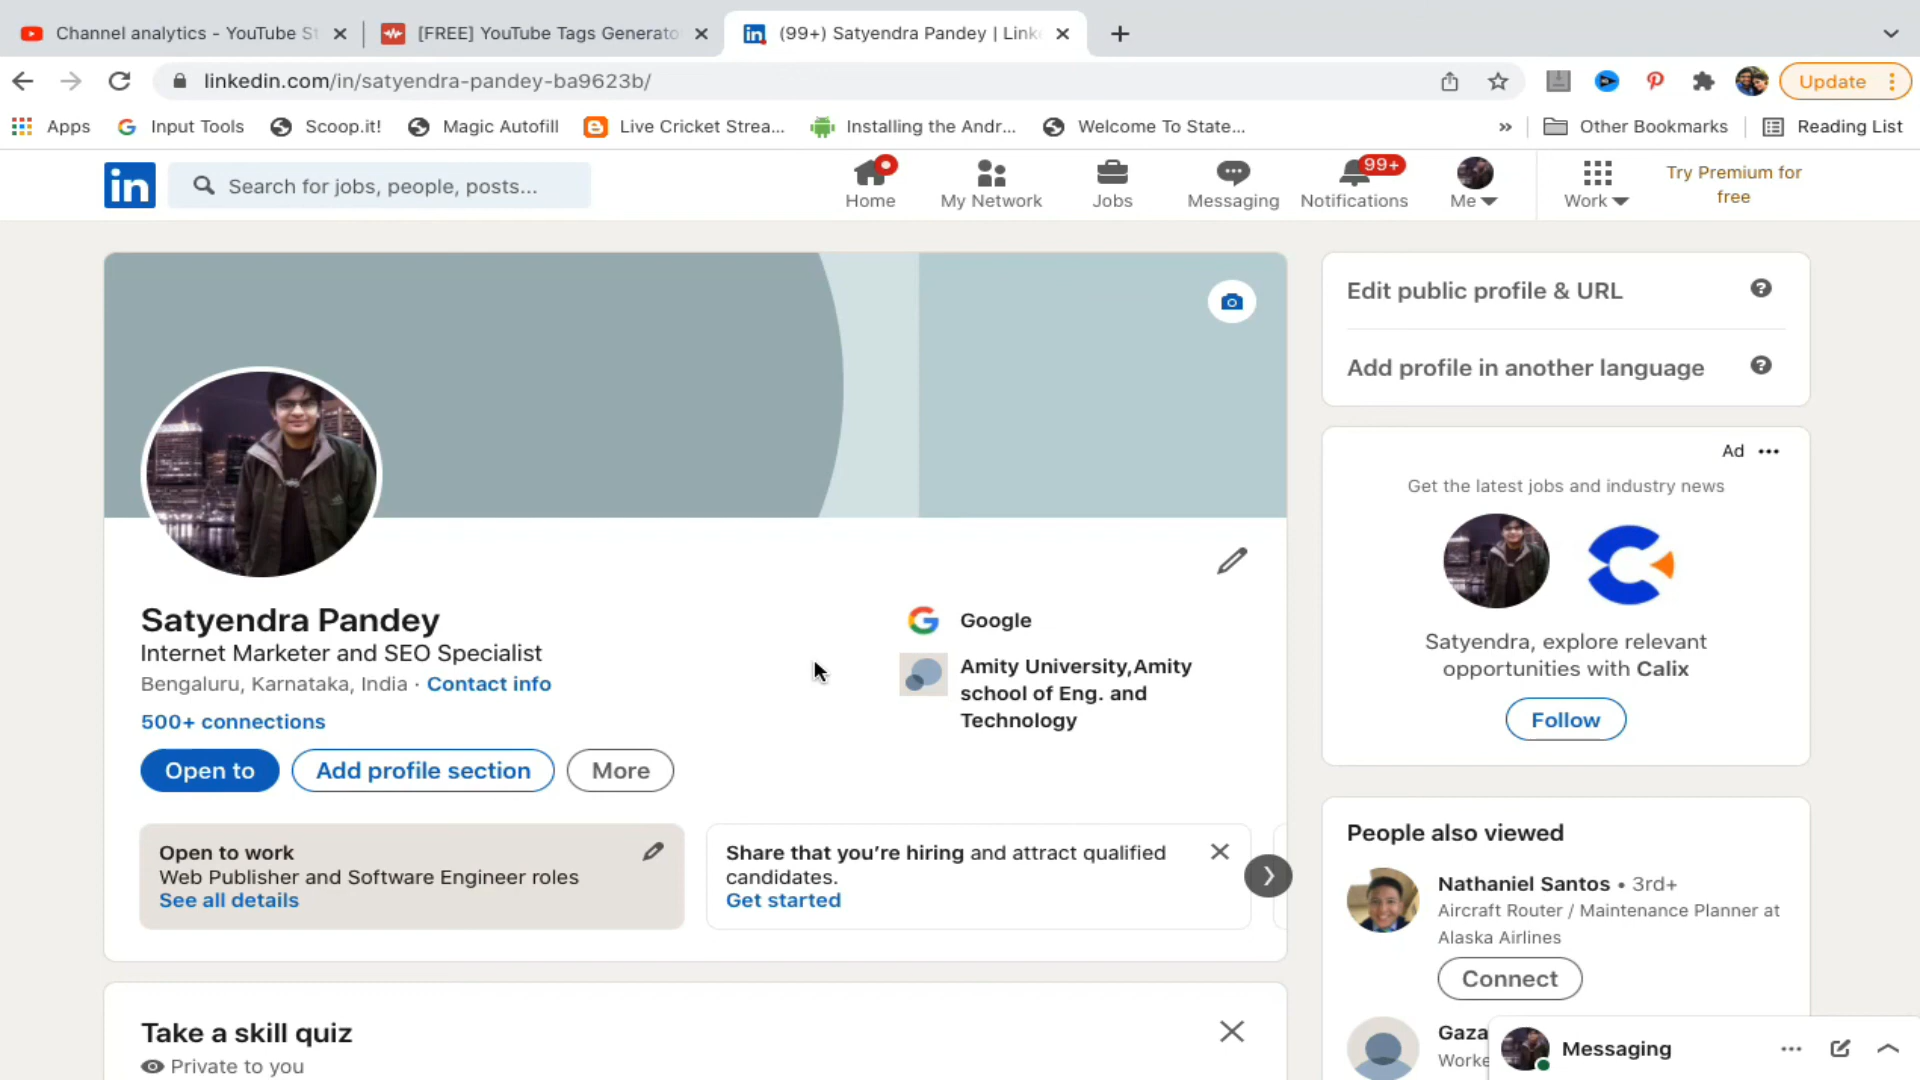 Channel analytics - YouTube St
[FREE] YouTube Tags Generato
(99+) Satyendra Pandey | Link
linkedin.com/in/satyendra-pandey-ba9623b/
Update
Apps
Input Tools
Scoop.it!
Magic Autofill
Live Cricket Strea...
Installing the Andr...
Welcome To State...
»
Other Bookmarks
Reading List
in
Search for jobs, people, posts...
Home
My Network
Jobs
Messaging
99+
Notifications
Me
Work
Try Premium for
free
Satyendra Pandey
Internet Marketer and SEO Specialist
Bengaluru, Karnataka, India · Contact info
500+ connections
Open to
Add profile section
More
Google
Amity University,Amity
school of Eng. and
Technology
Open to work
Web Publisher and Software Engineer roles
See all details
Share that you're hiring and attract qualified
candidates.
Get started
Take a skill quiz
Private to you
Edit public profile & URL
Add profile in another language
Ad
Get the latest jobs and industry news
Satyendra, explore relevant
opportunities with Calix
Follow
People also viewed
Nathaniel Santos • 3rd+
Aircraft Router / Maintenance Planner at
Alaska Airlines
Connect
Gaza
Worke
Messaging